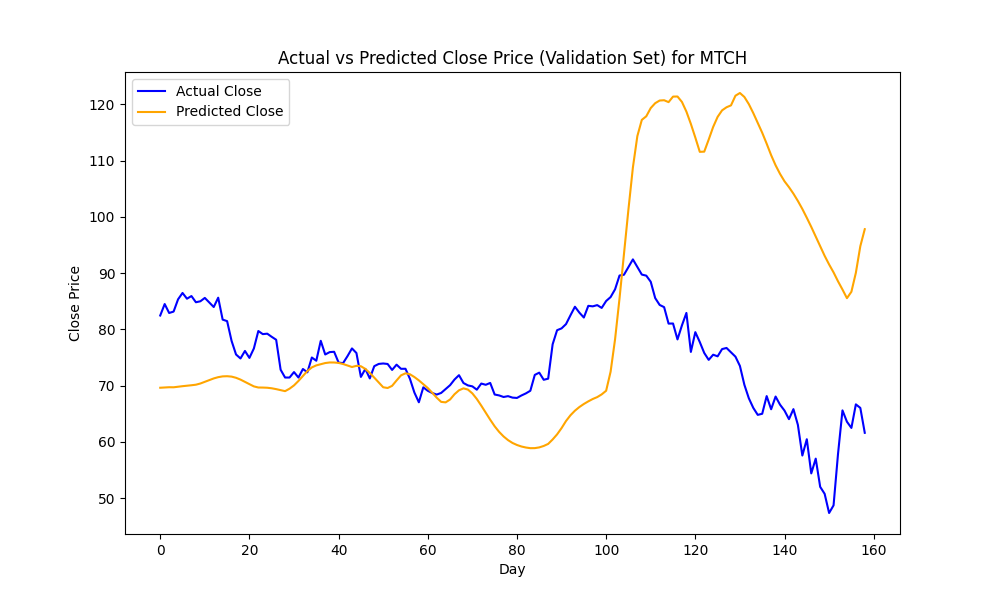 Actual vs Predicted Close Price (Validation Set) for MTCH
Actual Close
Predicted Close
Close Price
120
110
100
90
80
70
60
50
0 20 40 60 80 100 120 140 160
Day